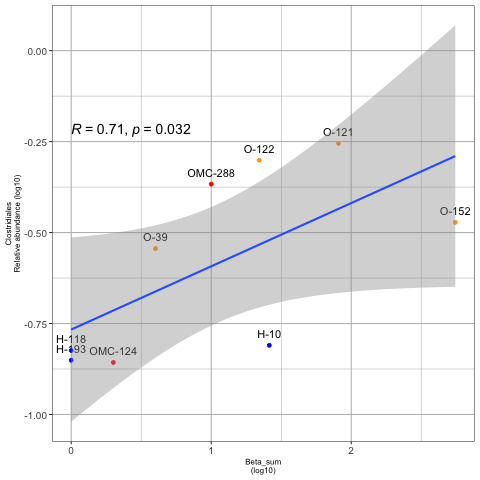 0.00
-0.25
-0.50
-0.75
-1.00
Clostridiales
Relative abundance (log10)
R = 0.71, p = 0.032
O-121
O-122
OMC-288
O-152
O-39
H-10
H-118
H-193
OMC-124
0
1
2
Beta_sum
(log10)